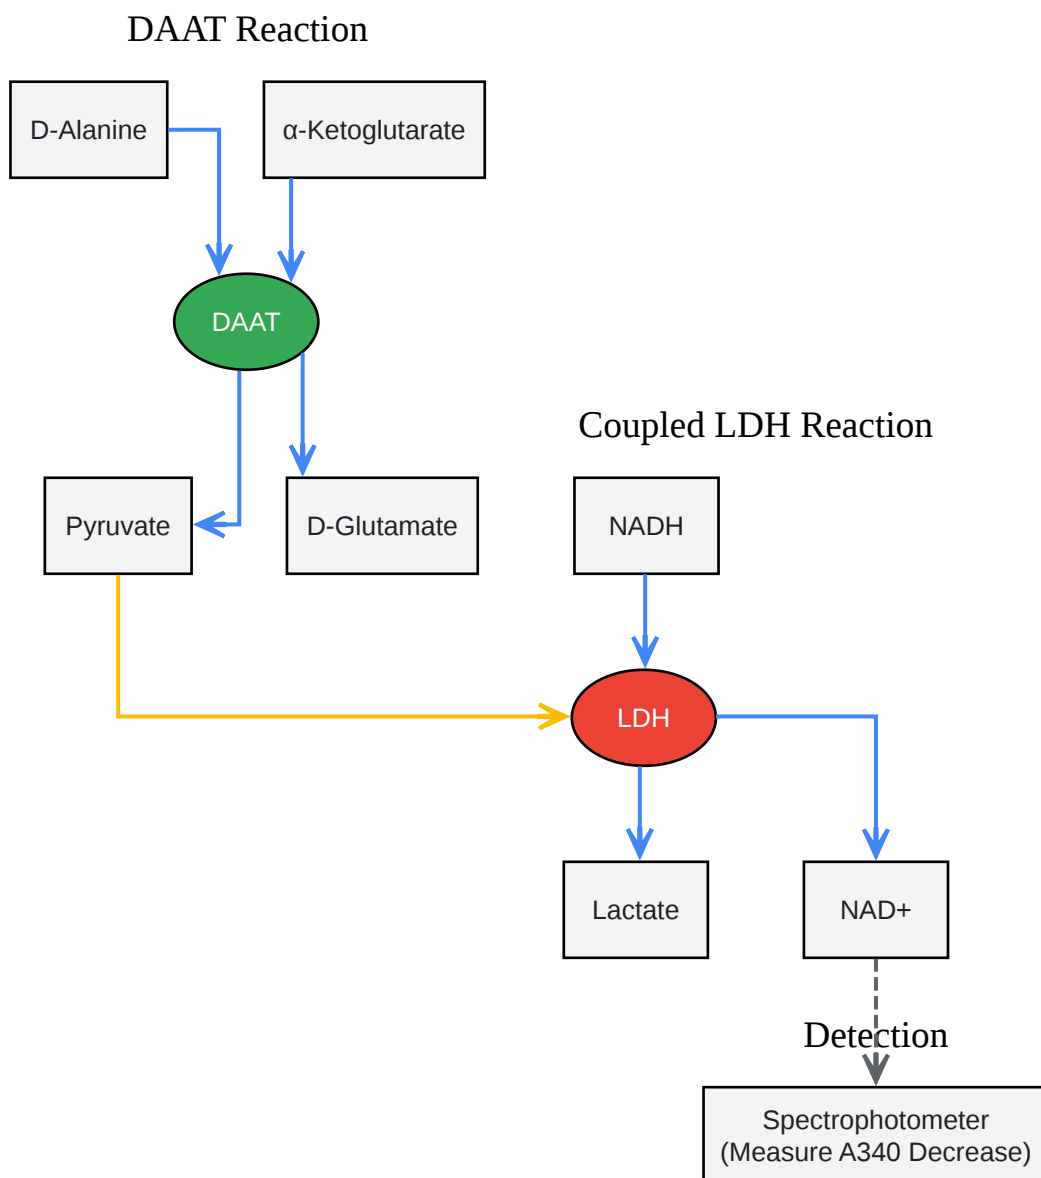 DAAT Reaction
D-Alanine
α-Ketoglutarate
DAAT
Coupled LDH Reaction
Pyruvate
D-Glutamate
NADH
LDH
Lactate
NAD+
Detection
Spectrophotometer
(Measure A340 Decrease)